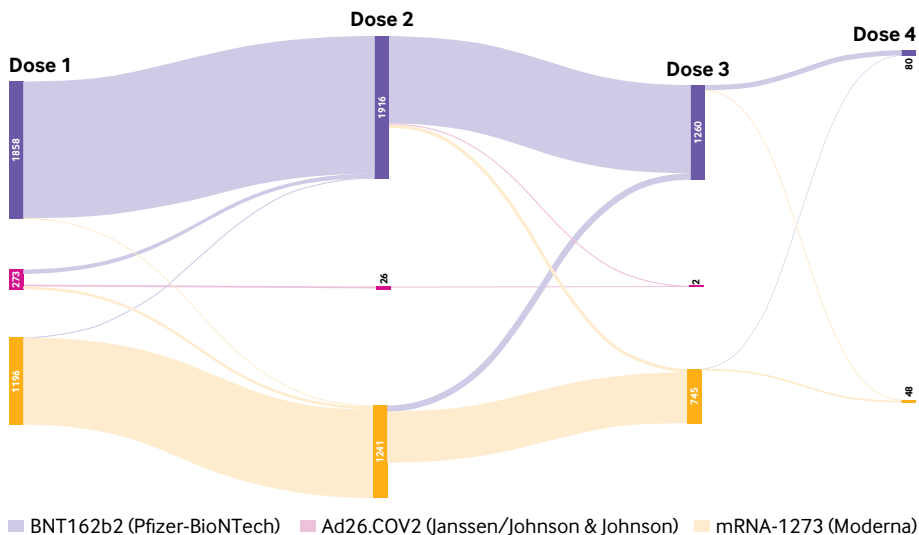 Dose 1
Dose 2
Dose 3
Dose 4
1858
273
1196
1916
26
1241
1260
2
745
80
48
BNT162b2 (Pfizer-BioNTech) Ad26.COV2 (Janssen/Johnson & Johnson) mRNA-1273 (Moderna)